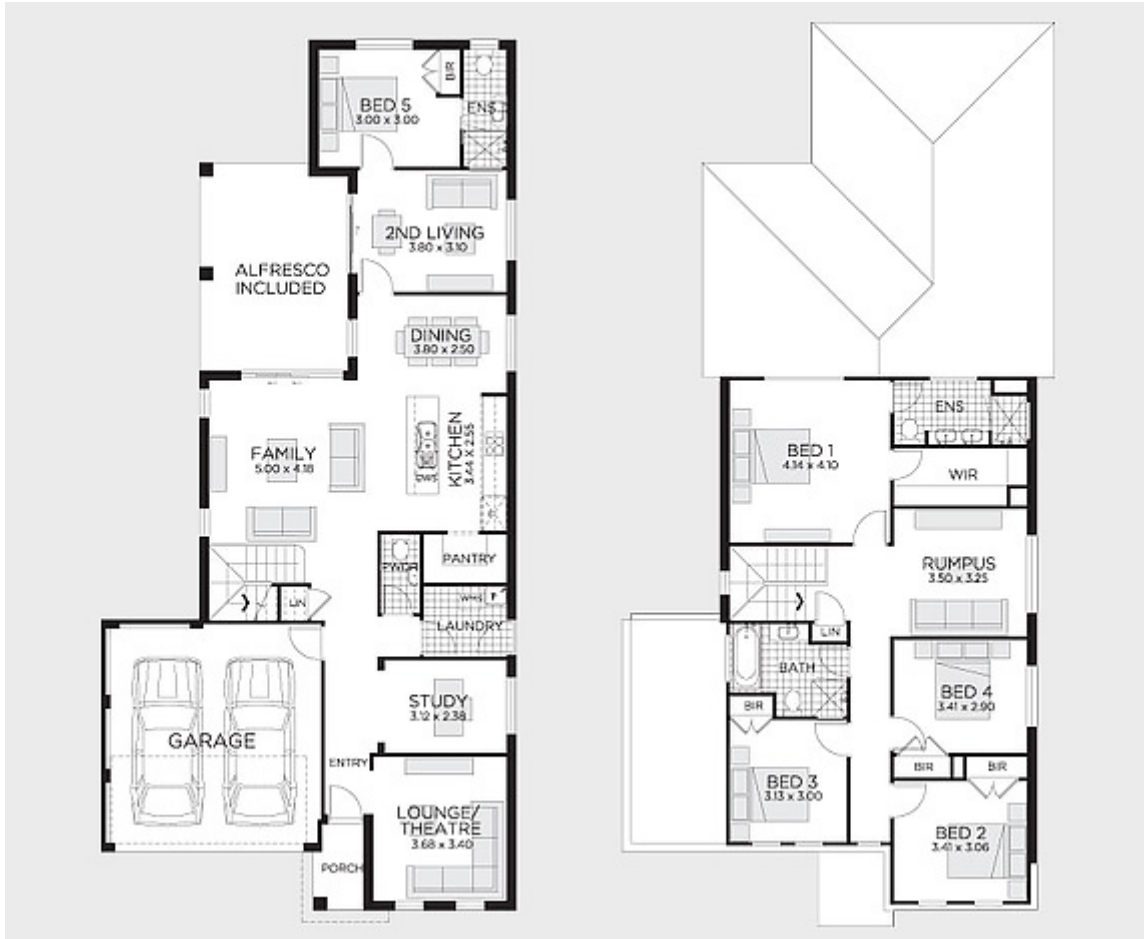 BED 5
3.00 x 3.00
BIR
ENS
2ND LIVING
3.80 x 3.10
ALFRESCO
INCLUDED
DINING
3.80 x 2.50
FAMILY
5.00 x 4.18
DW
KITCHEN
3.44 x 2.55
PWDR
PANTRY
WHS
LIN
LAUNDRY
STUDY
3.12 x 2.38
GARAGE
ENTRY
LOUNGE/
THEATRE
3.68 x 3.40
PORCH
ENS
BED 1
4.14 x 4.10
WIR
RUMPUS
3.50 x 3.25
LIN
BATH
BIR
BED 4
3.41 x 2.90
BIR
BIR
BED 3
3.13 x 3.00
BED 2
3.41 x 3.06